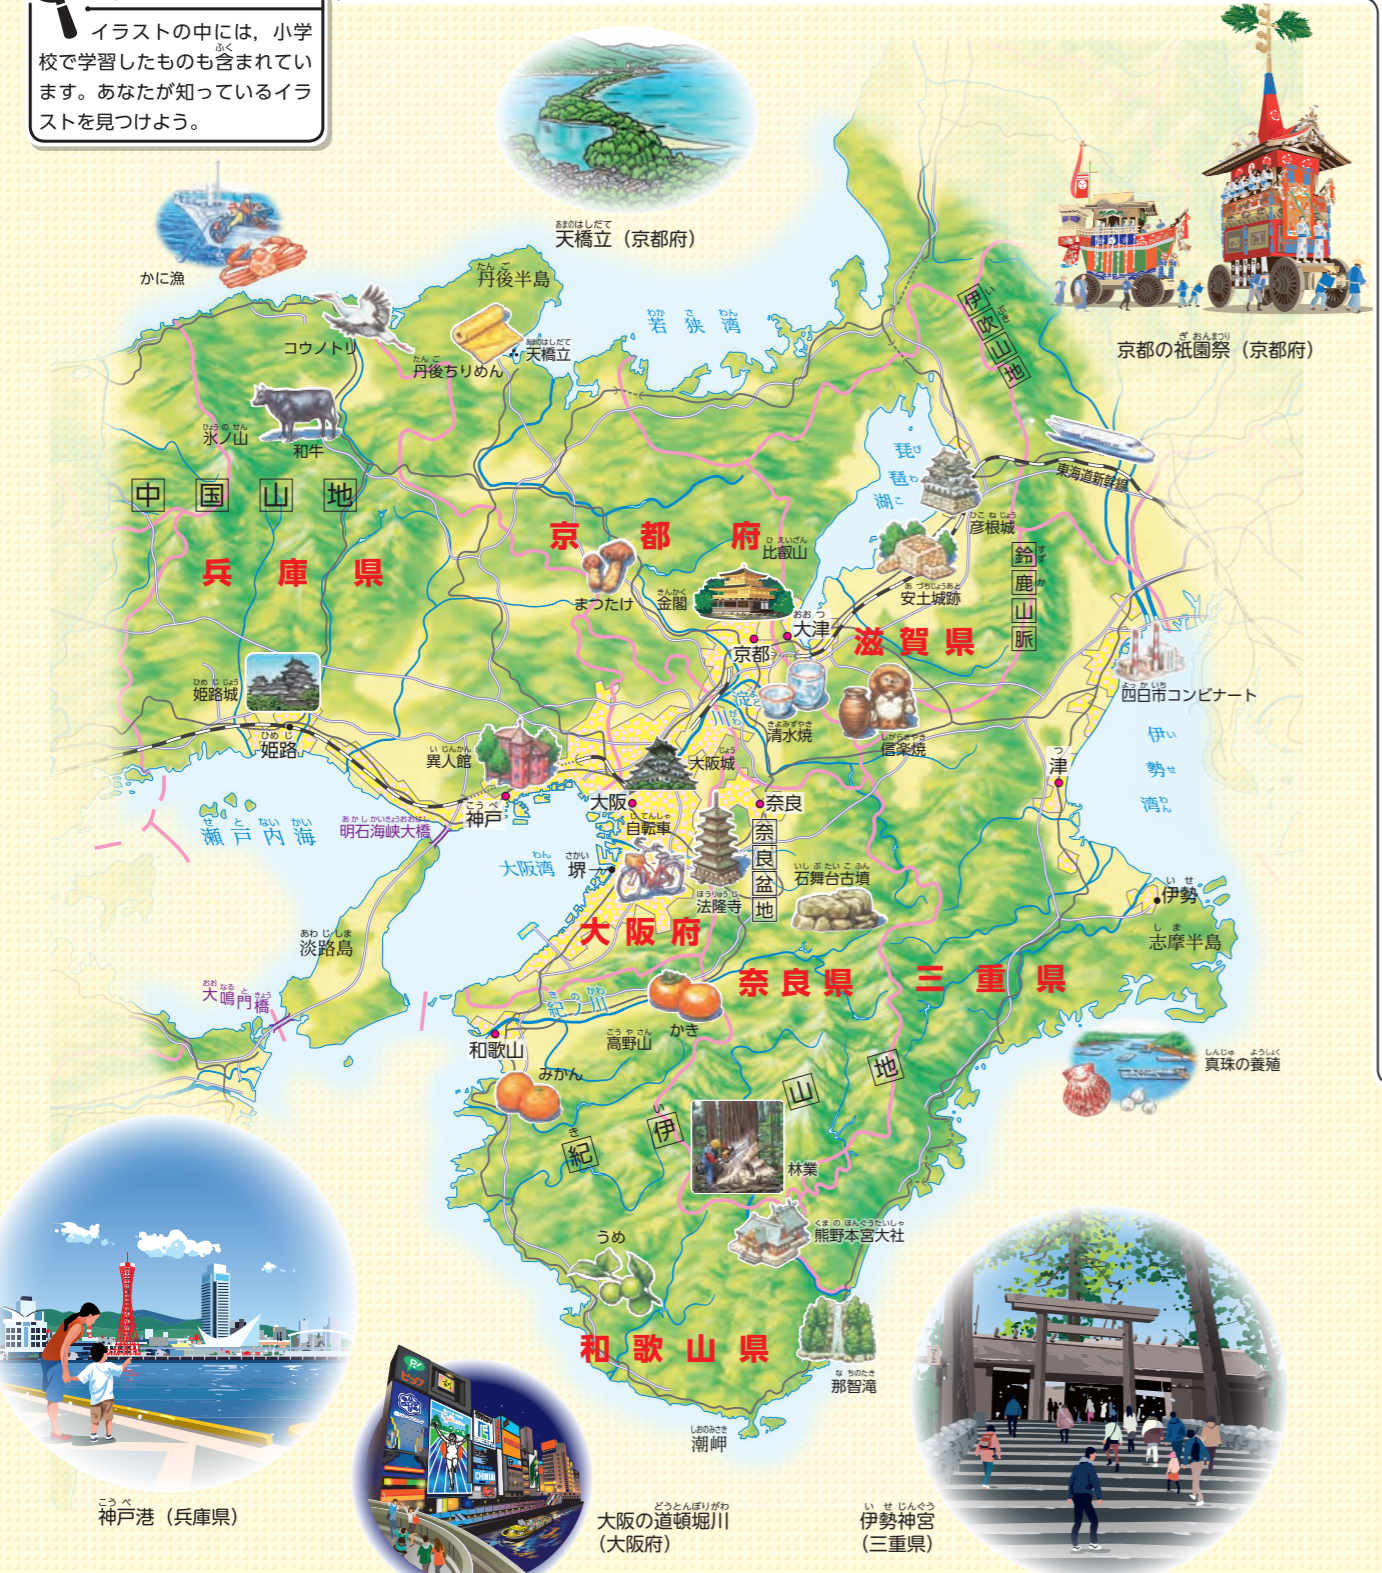 イラストの中には，小学
校で学習したものも含まれてい
ます。あなたが知っているイラ
ストを見つけよう。
天橋立（京都府）
かに漁
丹後半島
若狭湾
伊吹山地
京都の祇園祭（京都府）
コウノトリ
丹後ちりめん
天橋立
氷ノ山
和牛
琵琶湖
東海道新幹線
中国山地
彦根城
京都府
比叡山
兵庫県
まつたけ
金閣
安土城跡
鈴鹿山脈
大津
京都
滋賀県
姫路城
淀川
清水焼
信楽焼
四日市コンビナート
姫路
異人館
大阪城
伊勢湾
津
神戸
大阪
奈良
瀬戸内海
明石海峡大橋
自転車
奈良盆地
大阪湾
堺
法隆寺
石舞台古墳
伊勢
淡路島
大阪府
志摩半島
奈良県
三重県
大鳴門橋
紀の川
かき
和歌山
高野山
みかん
真珠の養殖
紀伊山地
林業
熊野本宮大社
うめ
和歌山県
那智滝
潮岬
神戸港（兵庫県）
大阪の道頓堀川
（大阪府）
伊勢神宮
（三重県）